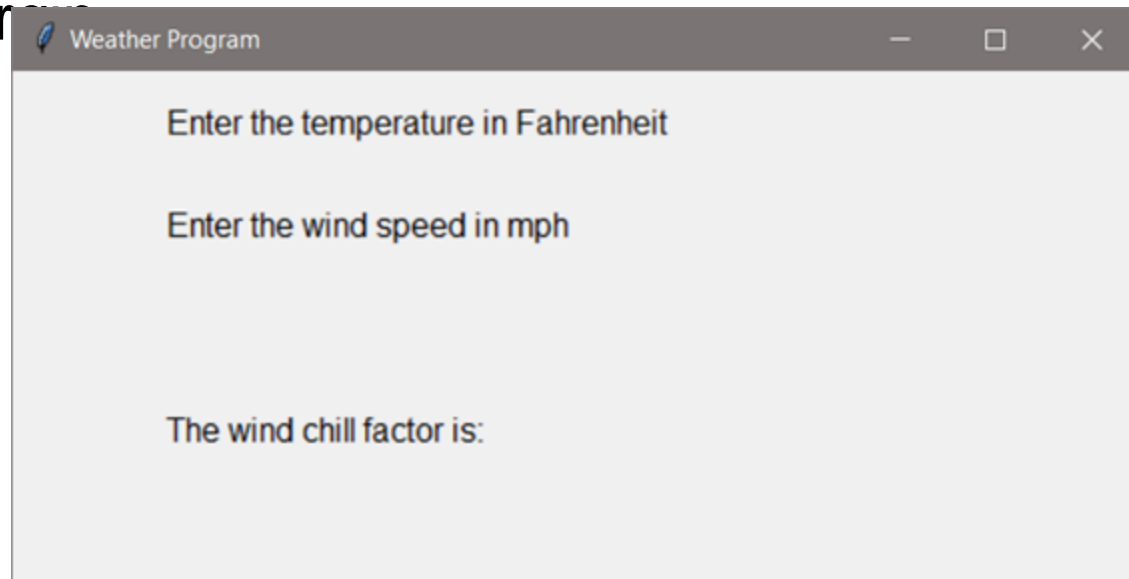 Weather Program
Enter the temperature in Fahrenheit
Enter the wind speed in mph
The wind chill factor is: